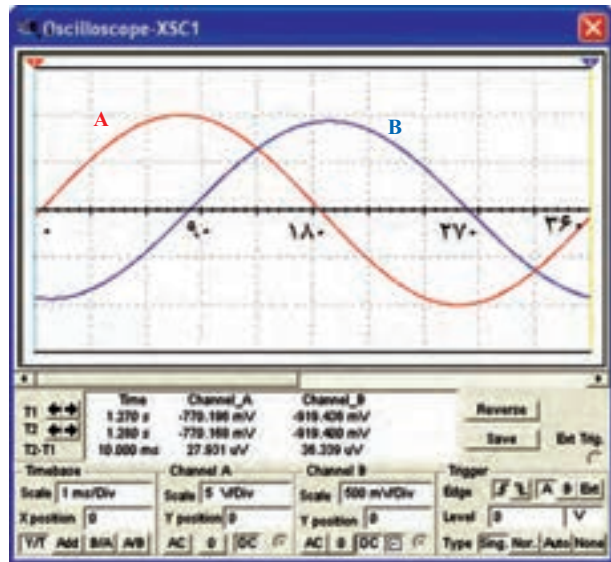 Oscilloscope-XSC1
A
B
۰ ۹۰ ۱۸۰ ۲۷۰ ۳۶۰
Time Channel_A Channel_B
T1 1.270 s -770.196 mV -919.436 mV
T2 1.280 s -770.168 mV -919.400 mV
T2-T1 10.000 ms 27.931 uV 36.339 uV
Reverse
Save
Ext Trig.
Timebase
Scale 1 ms/Div
X position 0
Y/T Add B/A A/B
Channel A
Scale 5 V/Div
Y position 0
AC 0 DC
Channel B
Scale 500 mV/Div
Y position 0
AC 0 DC -
Trigger
Edge A B Ext
Level 0 V
Type Sing. Nor. Auto None